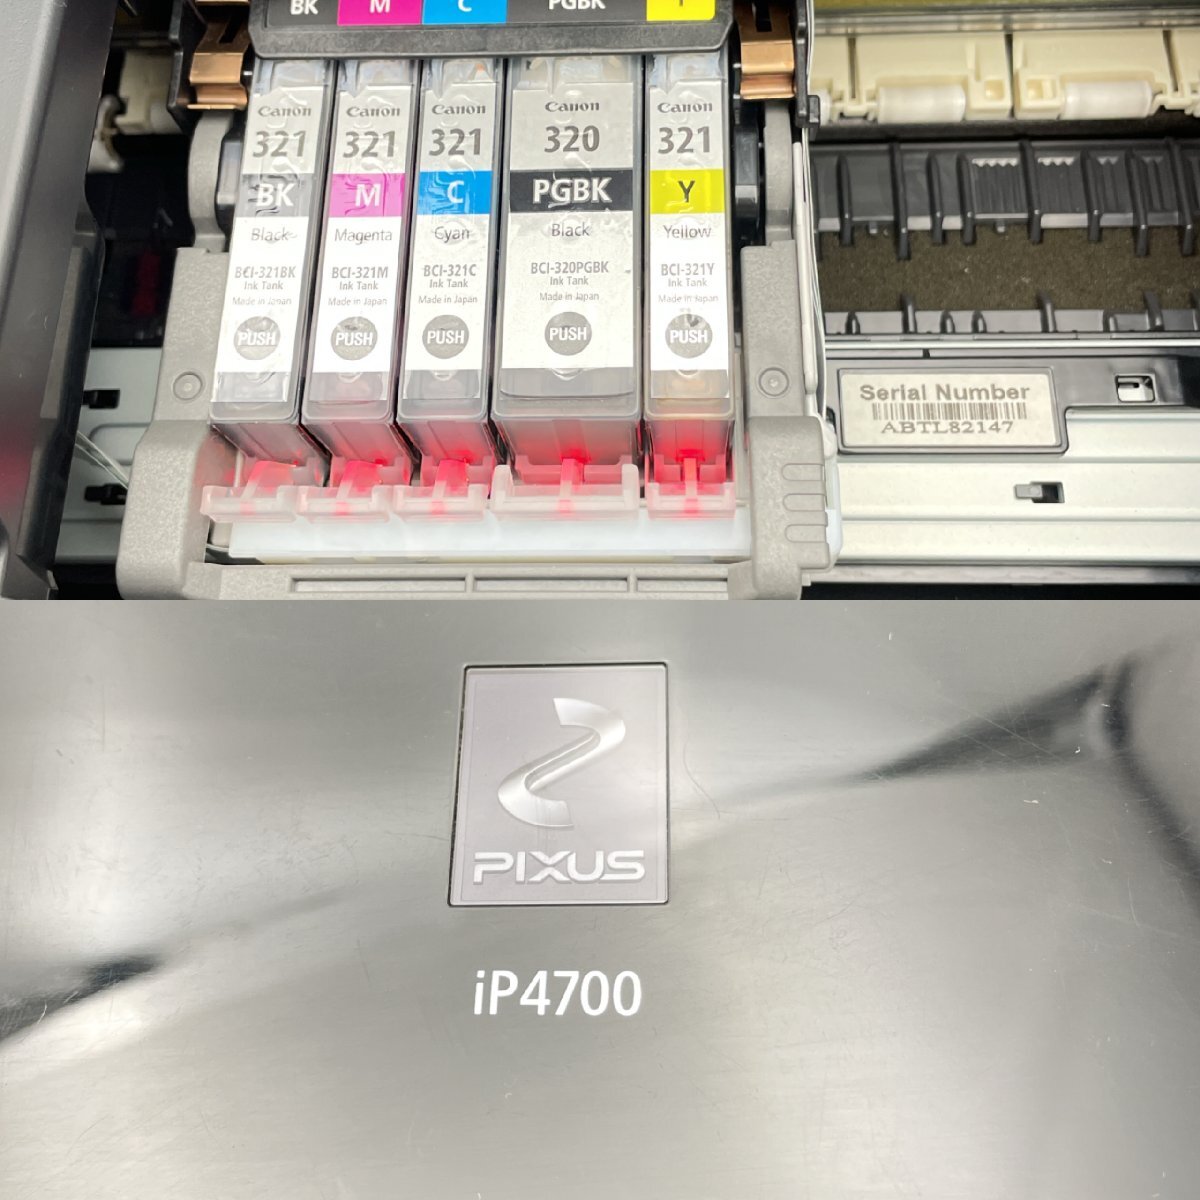 BK M C PGBK Y
Canon
321
BK
Black
BCI-321BK
Ink Tank
Made in Japan
PUSH
Canon
321
M
Magenta
BCI-321M
Ink Tank
Made in Japan
PUSH
Canon
321
C
Cyan
BCI-321C
Ink Tank
Made in Japan
PUSH
Canon
320
PGBK
Black
BCI-320PGBK
Ink Tank
Made in Japan
PUSH
Canon
321
Y
Yellow
BCI-321Y
Ink Tank
Made in Japan
PUSH
Serial Number
ABTL82147
PIXUS
iP4700